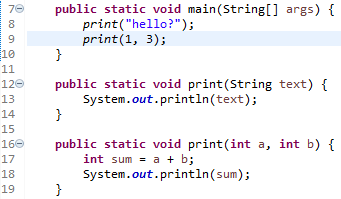 7 public static void main(String[] args) {
8 print("hello?");
9 print(1, 3);
10 }
11
12 public static void print(String text) {
13 System.out.println(text);
14 }
15
16 public static void print(int a, int b) {
17 int sum = a + b;
18 System.out.println(sum);
19 }